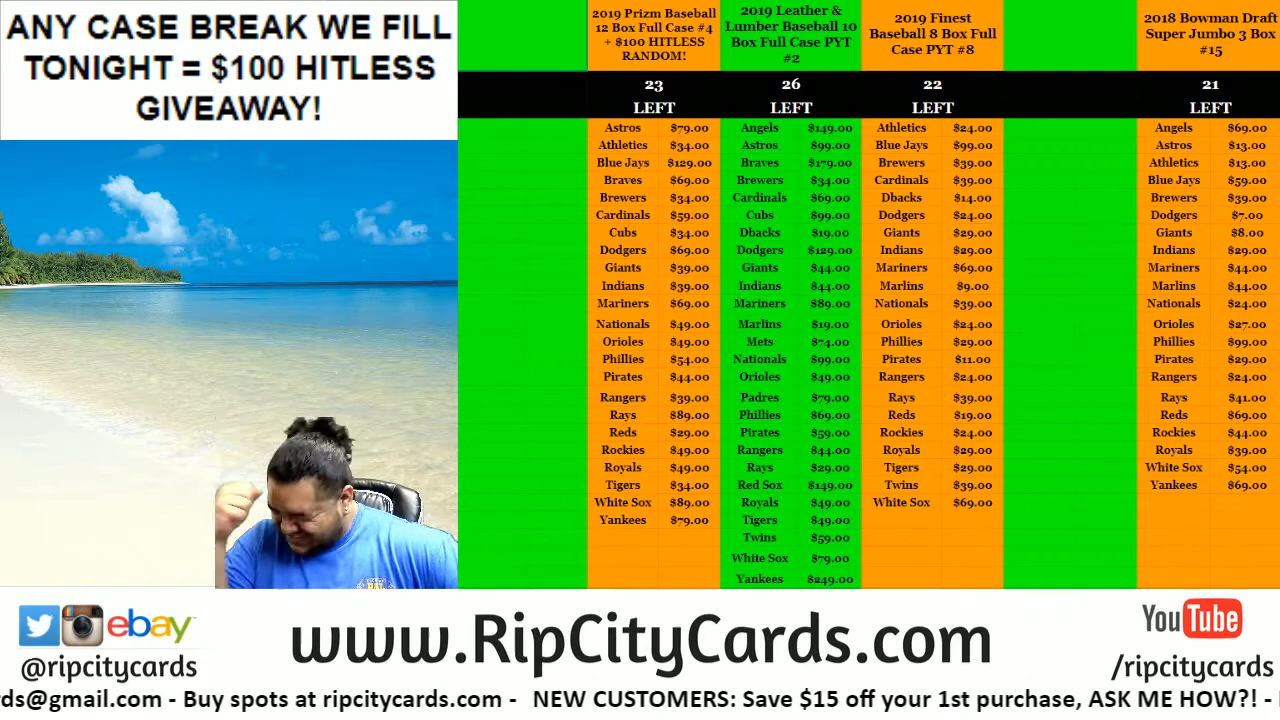 ANY CASE BREAK WE FILL
TONIGHT = $100 HITLESS
GIVEAWAY!
2019 Prizm Baseball
12 Box Full Case #4
+ $100 HITLESS
RANDOM!
23
LEFT
Astros $79.00
Athletics $34.00
Blue Jays $129.00
Braves $69.00
Brewers $34.00
Cardinals $59.00
Cubs $34.00
Dodgers $69.00
Giants $39.00
Indians $39.00
Mariners $69.00
Nationals $49.00
Orioles $49.00
Phillies $54.00
Pirates $44.00
Rangers $39.00
Rays $89.00
Reds $29.00
Rockies $49.00
Royals $49.00
Tigers $34.00
White Sox $89.00
Yankees $79.00
2019 Leather &
Lumber Baseball 10
Box Full Case PYT
#2
26
LEFT
Angels $149.00
Astros $99.00
Braves $179.00
Brewers $34.00
Cardinals $69.00
Cubs $99.00
Dbacks $19.00
Dodgers $129.00
Giants $44.00
Indians $44.00
Mariners $89.00
Marlins $19.00
Mets $74.00
Nationals $99.00
Orioles $49.00
Padres $79.00
Phillies $69.00
Pirates $59.00
Rangers $44.00
Rays $29.00
Red Sox $149.00
Royals $49.00
Tigers $49.00
Twins $59.00
White Sox $79.00
Yankees $249.00
2019 Finest
Baseball 8 Box Full
Case PYT #8
22
LEFT
Athletics $24.00
Blue Jays $99.00
Brewers $39.00
Cardinals $39.00
Dbacks $14.00
Dodgers $24.00
Giants $29.00
Indians $29.00
Mariners $69.00
Marlins $9.00
Nationals $39.00
Orioles $24.00
Phillies $29.00
Pirates $11.00
Rangers $24.00
Rays $39.00
Reds $19.00
Rockies $24.00
Royals $29.00
Tigers $29.00
Twins $39.00
White Sox $69.00
2018 Bowman Draft
Super Jumbo 3 Box
#15
21
LEFT
Angels $69.00
Astros $13.00
Athletics $13.00
Blue Jays $59.00
Brewers $39.00
Dodgers $7.00
Giants $8.00
Indians $29.00
Mariners $44.00
Marlins $44.00
Nationals $24.00
Orioles $27.00
Phillies $99.00
Pirates $29.00
Rangers $24.00
Rays $41.00
Reds $69.00
Rockies $44.00
Royals $39.00
White Sox $54.00
Yankees $69.00
ebay
@ripcitycards
www.RipCityCards.com
YouTube
/ripcitycards
rds@gmail.com - Buy spots at ripcitycards.com - NEW CUSTOMERS: Save $15 off your 1st purchase, ASK ME HOW?! -